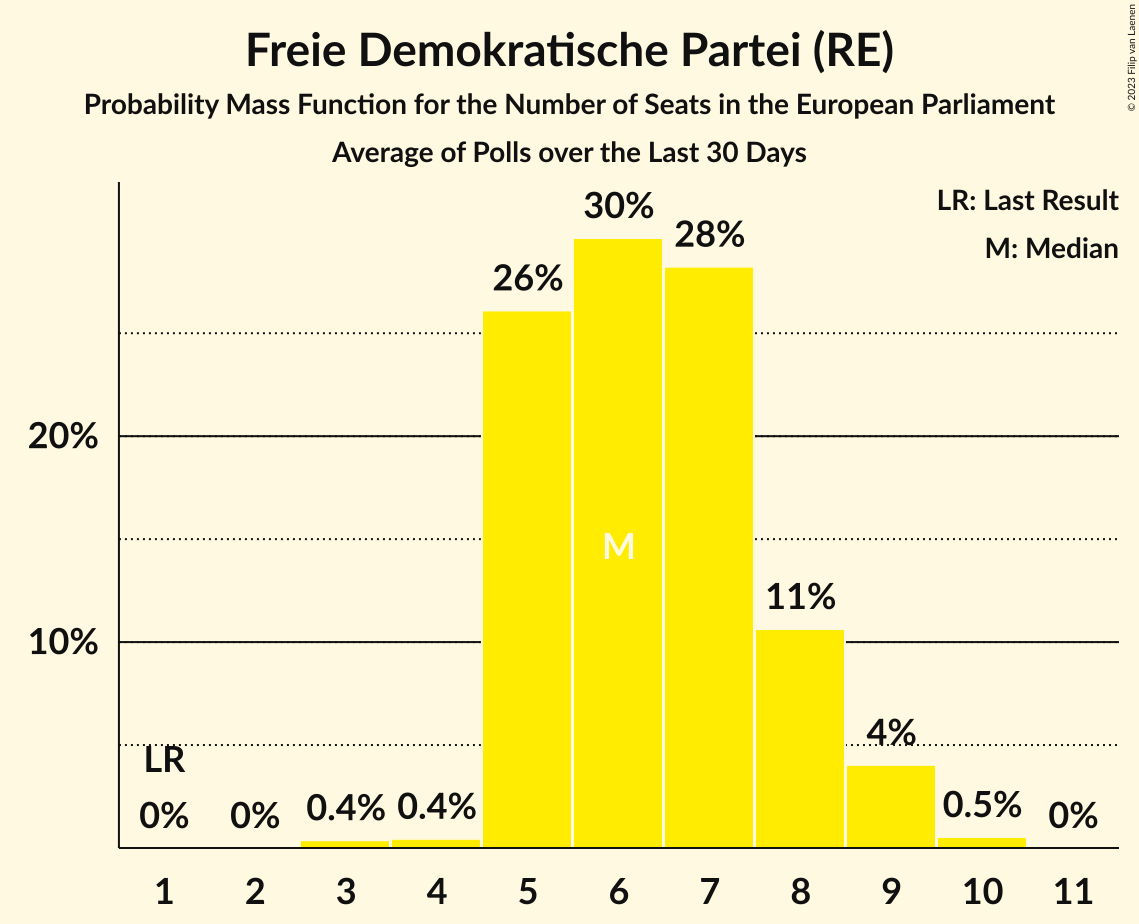 Freie Demokratische Partei (RE)
Probability Mass Function for the Number of Seats in the European Parliament
Average of Polls over the Last 30 Days
© 2023 Filip van Laenen
LR: Last Result
M: Median
30%
28%
26%
20%
M
11%
10%
4%
LR
0%
0%
0.4%
0.4%
0.5%
0%
1 2 3 4 5 6 7 8 9 10 11